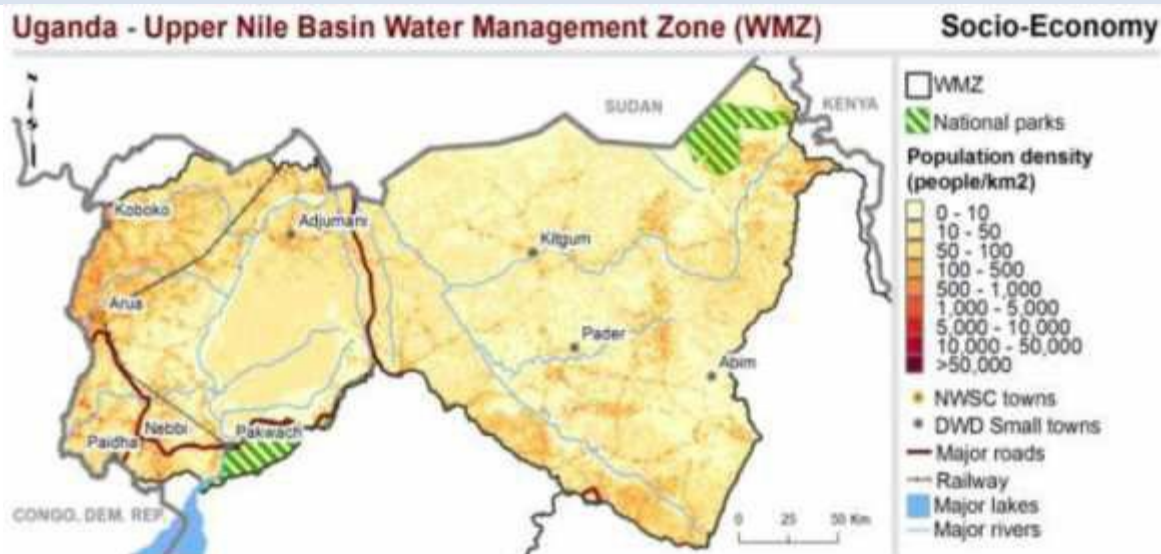 Uganda - Upper Nile Basin Water Management Zone (WMZ)
Socio-Economy
SUDAN
KENYA
Koboko
Adjumani
Kitgum
Arua
Pader
Abim
Nebbi
Pakwach
Paidha
CONGO, DEM. REP.
0 25 50 Km
WMZ
National parks
Population density
(people/km2)
0 - 10
10 - 50
50 - 100
100 - 500
500 - 1,000
1,000 - 5,000
5,000 - 10,000
10,000 - 50,000
>50,000
NWSC towns
DWD Small towns
Major roads
Railway
Major lakes
Major rivers